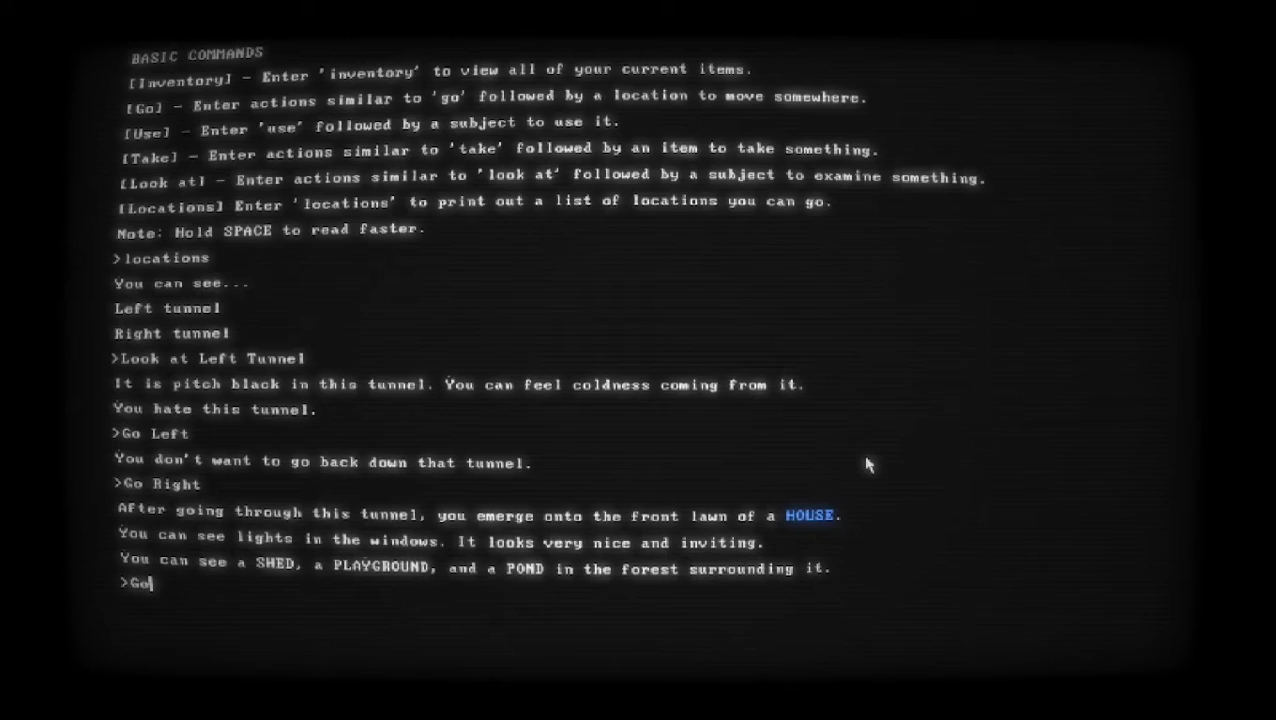 BASIC COMMANDS
[Inventory] - Enter 'inventory' to view all of your current items.
[Go] - Enter actions similar to 'go' followed by a location to move somewhere.
[Use] - Enter 'use' followed by a subject to use it.
[Take] - Enter actions similar to 'take' followed by an item to take something.
[Look at] - Enter actions similar to 'look at' followed by a subject to examine something.
[Locations] Enter 'locations' to print out a list of locations you can go.
Note: Hold SPACE to read faster.
>locations
You can see...
Left tunnel
Right tunnel
>Look at Left Tunnel
It is pitch black in this tunnel. You can feel coldness coming from it.
You hate this tunnel.
>Go Left
You don't want to go back down that tunnel.
>Go Right
After going through this tunnel, you emerge onto the front lawn of a HOUSE.
You can see lights in the windows. It looks very nice and inviting.
You can see a SHED, a PLAYGROUND, and a POND in the forest surrounding it.
>Go